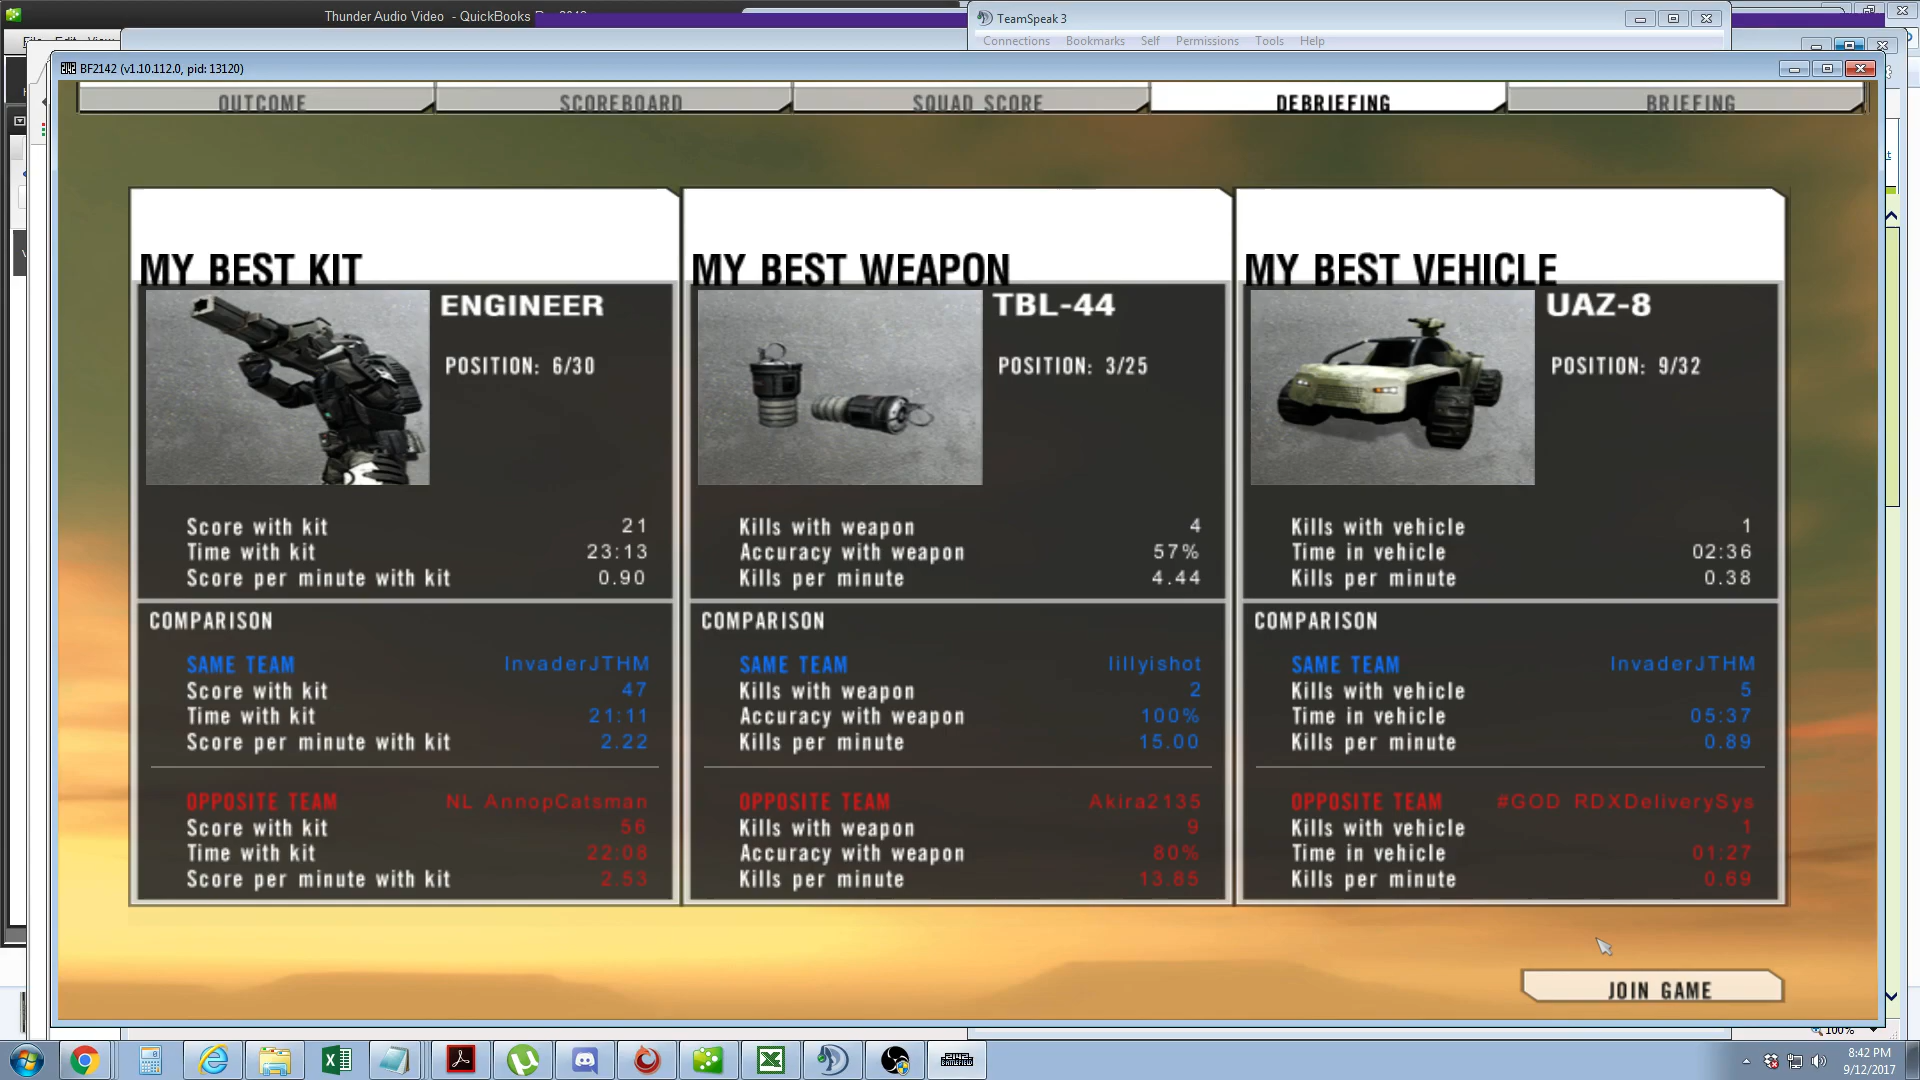 Thunder Audio Video - QuickBooks
TeamSpeak 3
Connections Bookmarks Self Permissions Tools Help
BF2142 (v1.10.112.0, pid: 13120)
OUTCOME SCOREBOARD SQUAD SCORE DEBRIEFING BRIEFING
MY BEST KIT
ENGINEER
POSITION: 6/30
Score with kit 21
Time with kit 23:13
Score per minute with kit 0.90
COMPARISON
SAME TEAM InvaderJTHM
Score with kit 47
Time with kit 21:11
Score per minute with kit 2.22
OPPOSITE TEAM NL AnnopCatsman
Score with kit 56
Time with kit 22:08
Score per minute with kit 2.53
MY BEST WEAPON
TBL-44
POSITION: 3/25
Kills with weapon 4
Accuracy with weapon 57%
Kills per minute 4.44
COMPARISON
SAME TEAM lillyishot
Kills with weapon 2
Accuracy with weapon 100%
Kills per minute 15.00
OPPOSITE TEAM Akira2135
Kills with weapon 9
Accuracy with weapon 80%
Kills per minute 13.85
MY BEST VEHICLE
UAZ-8
POSITION: 9/32
Kills with vehicle 1
Time in vehicle 02:36
Kills per minute 0.38
COMPARISON
SAME TEAM InvaderJTHM
Kills with vehicle 5
Time in vehicle 05:37
Kills per minute 0.89
OPPOSITE TEAM #GOD RDXDeliverySys
Kills with vehicle 1
Time in vehicle 01:27
Kills per minute 0.69
JOIN GAME
100%
8:42 PM
9/12/2017